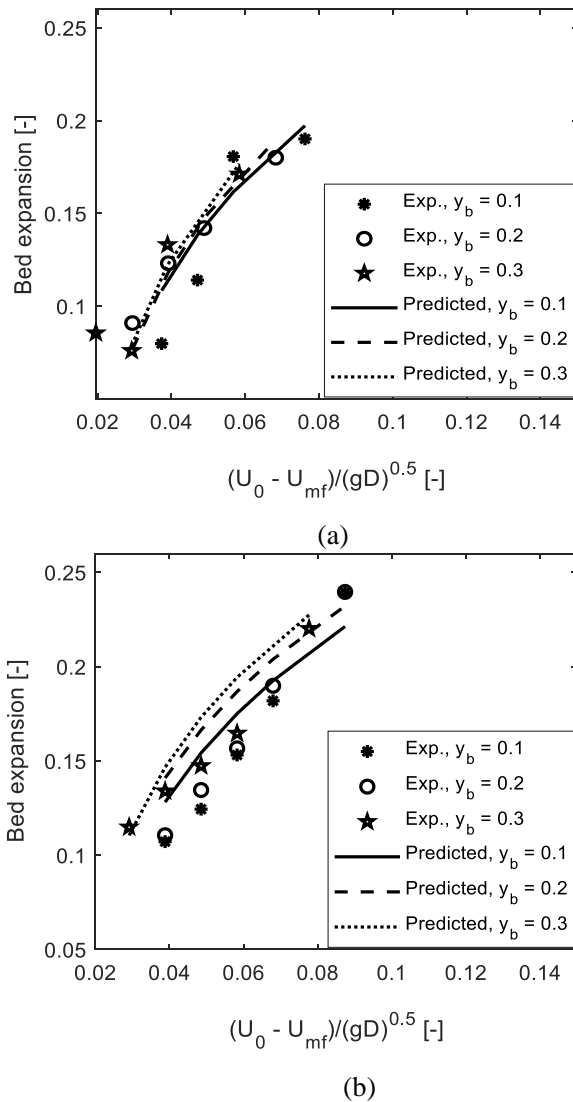 0.25
0.2
0.15
0.1
Bed expansion [-]
Exp., y_b = 0.1
Exp., y_b = 0.2
Exp., y_b = 0.3
Predicted, y_b = 0.1
Predicted, y_b = 0.2
Predicted, y_b = 0.3
0.02 0.04 0.06 0.08 0.1 0.12 0.14
(U_0 - U_mf)/(gD)^0.5 [-]
(a)
0.25
0.2
0.15
0.1
0.05
Bed expansion [-]
Exp., y_b = 0.1
Exp., y_b = 0.2
Exp., y_b = 0.3
Predicted, y_b = 0.1
Predicted, y_b = 0.2
Predicted, y_b = 0.3
0.02 0.04 0.06 0.08 0.1 0.12 0.14
(U_0 - U_mf)/(gD)^0.5 [-]
(b)